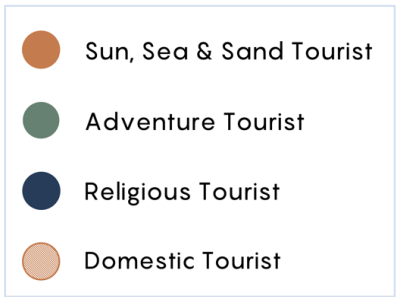 Sun, Sea & Sand Tourist
Adventure Tourist
Religious Tourist
Domestic Tourist